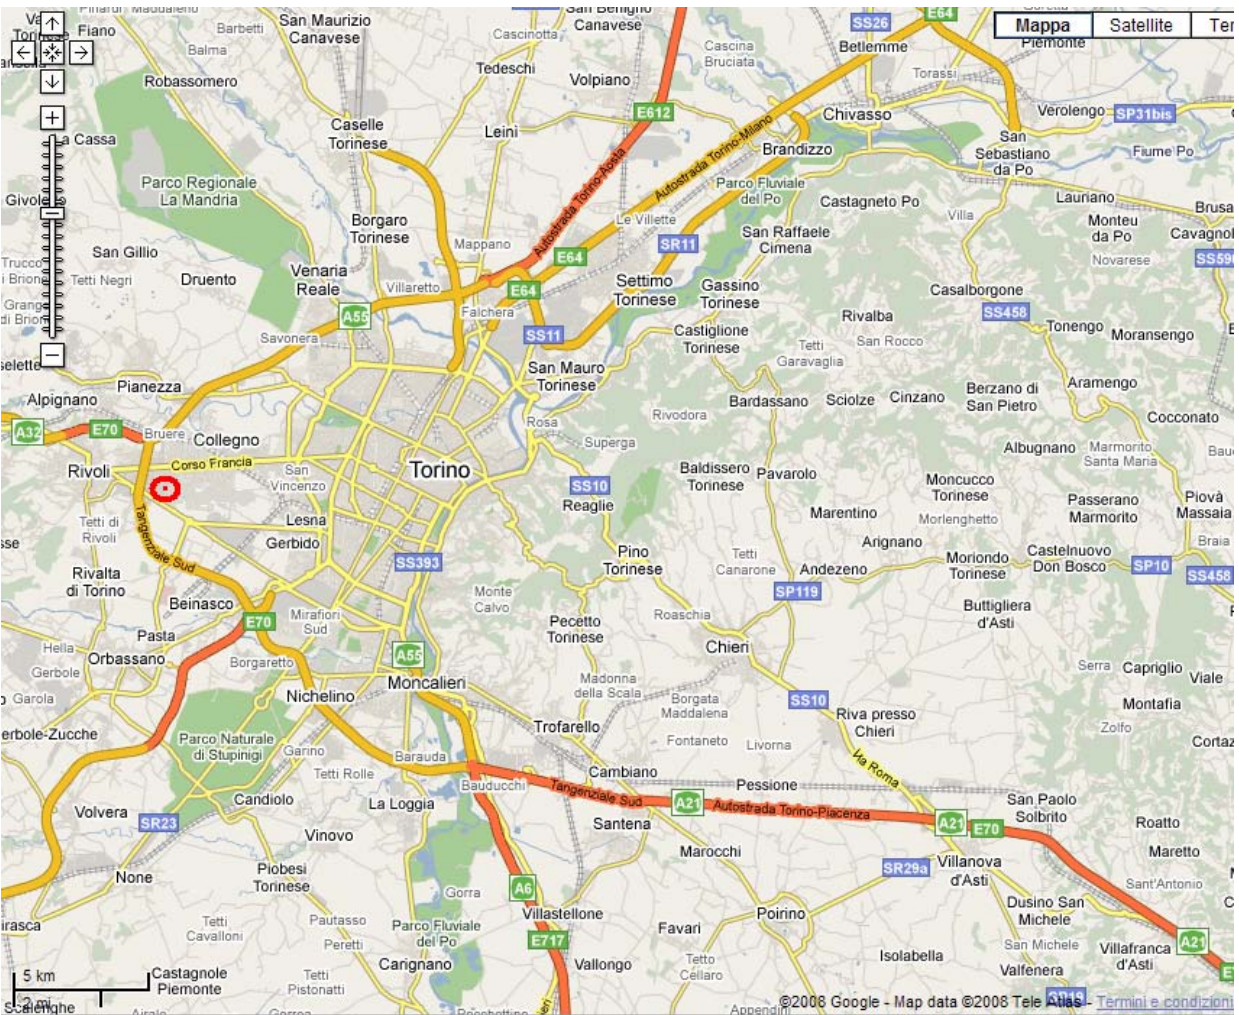 Pinardi Maddaleno
San Maurizio
Canavese
Barbetti
Cascinotta
San Benigno
Canavese
SS26
E64
Mappa
Satellite
Fiano
Balma
Tedeschi
Volpiano
Cascina
Bruciata
Betlemme
Piemonte
Robassomero
Torassi
Caselle
Torinese
Leini
E612
Chivasso
Verolengo
SP31bis
Brandizzo
San
Sebastiano
da Po
Fiume Po
Autostrada Torino-Milano
Autostrada Torino-Aosta
Parco Regionale
La Mandria
Parco Fluviale
del Po
Castagneto Po
Lauriano
Villa
Monteu
da Po
Borgaro
Torinese
Le Villette
San Raffaele
Cimena
SR11
Mappano
San Gillio
Tetti Negri
Druento
Venaria
Reale
Villaretto
E64
E64
Settimo
Torinese
Gassino
Torinese
Novarese
Casalborgone
SS458
A55
Falchera
SS11
Castiglione
Torinese
Rivalba
San Rocco
Tonengo
Moransengo
Savonera
Tetti
Garavaglia
San Mauro
Torinese
Pianezza
Alpignano
Bardassano
Sciolze
Cinzano
Berzano di
San Pietro
Aramengo
Cocconato
A32
E70
Bruere
Collegno
Rosa
Rivodora
Superga
Albugnano
Marmorito
Santa Maria
Rivoli
Corso Francia
San
Vincenzo
Torino
SS10
Reaglie
Baldissero
Torinese
Pavarolo
Moncucco
Torinese
Passerano
Marmorito
Piovà
Massaia
Tetti di
Rivoli
Tangenziale Sud
Lesna
Gerbido
Marentino
Morlenghetto
Arignano
Braia
SS393
Pino
Torinese
Tetti
Canarone
Andezeno
Moriondo
Torinese
Castelnuovo
Don Bosco
SP10
SS458
Rivalta
di Torino
Beinasco
Monte
Calvo
SP119
Buttigliera
d'Asti
E70
Mirafiori
Sud
Pecetto
Torinese
Roaschia
Chieri
Pasta
Hella
Orbassano
Gerbole
Borgaretto
A55
Moncalieri
Madonna
della Scala
Serra
Capriglio
Viale
Garola
Nichelino
Borgata
Maddalena
SS10
Montafia
Trofarello
Riva presso
Chieri
Zolfo
Parco Naturale
di Stupinigi
Garino
Barauda
Fontaneto
Livorna
Via Roma
Tetti Rolle
Cambiano
Pessione
Bauducchi
Tangenziale Sud
A21
Autostrada Torino-Piacenza
A21
E70
San Paolo
Solbrito
Volvera
SR23
Candiolo
La Loggia
Santena
Roatto
Vinovo
Marocchi
Maretto
None
Piobesi
Torinese
SR29a
Villanova
d'Asti
Sant'Antonio
Gorra
A6
Villastellone
Poirino
Dusino San
Michele
Tetti
Cavalloni
Pautasso
Peretti
Parco Fluviale
del Po
E717
Favari
San Michele
Villafranca
d'Asti
A21
Isolabella
Valfenera
Carignano
Vallongo
Tetto
Cellaro
5 km
2 mi
Castagnole
Piemonte
Tetti
Pistonatti
Scalenghe
Appendini
©2008 Google - Map data ©2008 Tele Atlas - Termini e condizioni